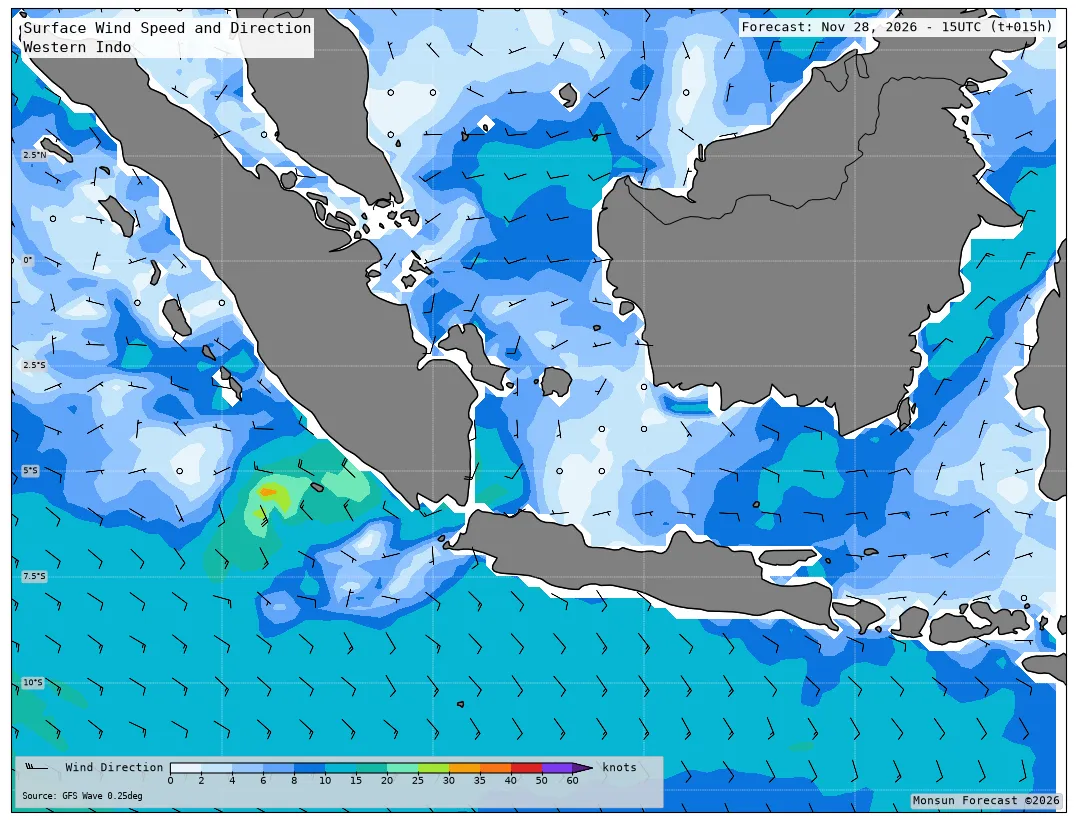 Surface Wind Speed and Direction
Western Indo
Forecast: Nov 28, 2026 - 15UTC (t+015h)
2.5°N
0°
2.5°S
5°S
7.5°S
10°S
Wind Direction
0 2 4 6 8 10 15 20 25 30 35 40 50 60
knots
Source: GFS Wave 0.25deg
Monsun Forecast ©2026